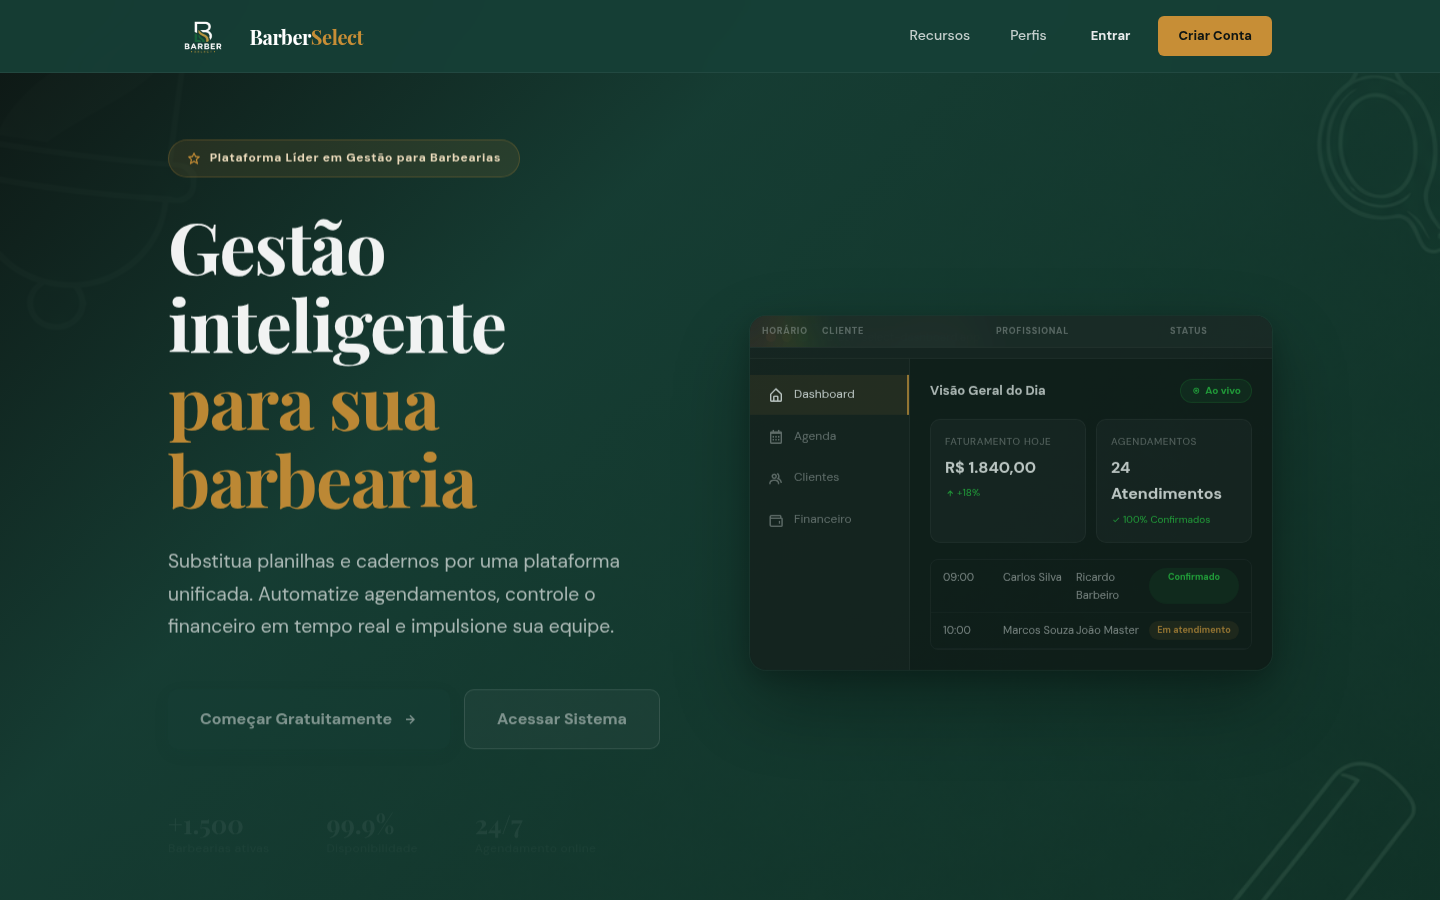 BARBER
BarberSelect
Recursos
Perfis
Entrar
Criar Conta
Plataforma Líder em Gestão para Barbearias
Gestão
inteligente
para sua
barbearia
Substitua planilhas e cadernos por uma plataforma
unificada. Automatize agendamentos, controle o
financeiro em tempo real e impulsione sua equipe.
Começar Gratuitamente →
Acessar Sistema
+1.500
99.9%
24/7
HORÁRIO CLIENTE PROFISSIONAL STATUS
Dashboard
Agenda
Clientes
Financeiro
Visão Geral do Dia
Ao vivo
FATURAMENTO HOJE
R$ 1.840,00
↑ +18%
AGENDAMENTOS
24
Atendimentos
✓ 100% Confirmados
09:00 Carlos Silva Ricardo Barbeiro Confirmado
10:00 Marcos Souza João Master Em atendimento